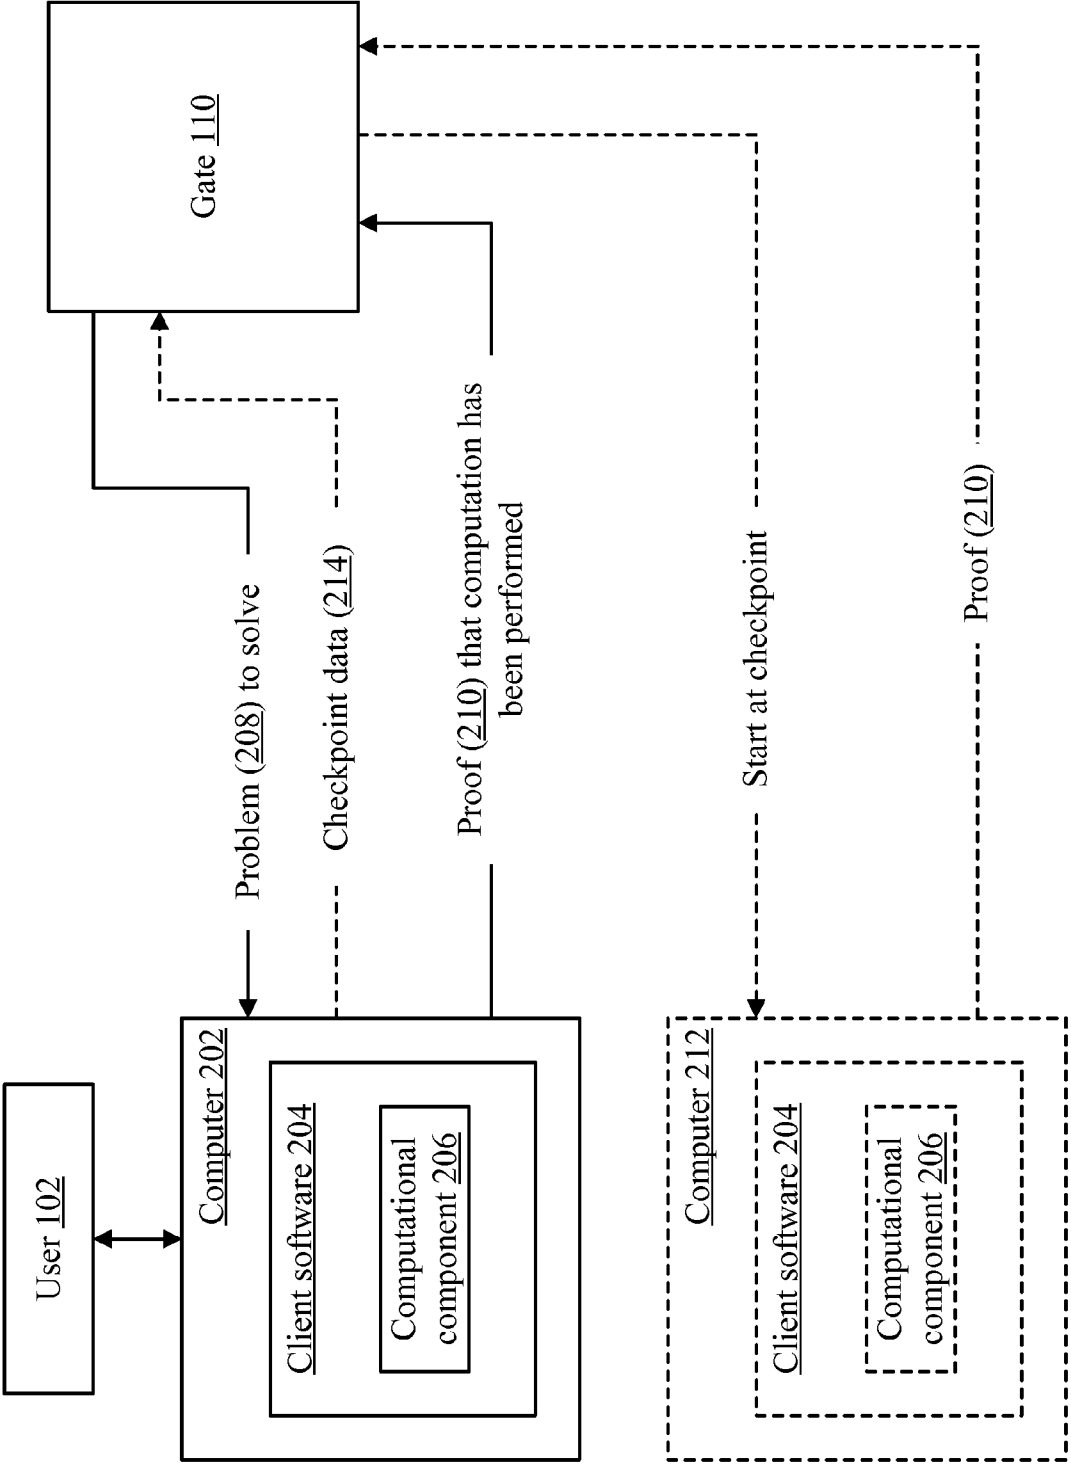 User 102
Computer 202
Client software 204
Computational
component 206
Problem (208) to solve
Checkpoint data (214)
Proof (210) that computation has
been performed
Gate 110
Computer 212
Client software 204
Computational
component 206
Start at checkpoint
Proof (210)